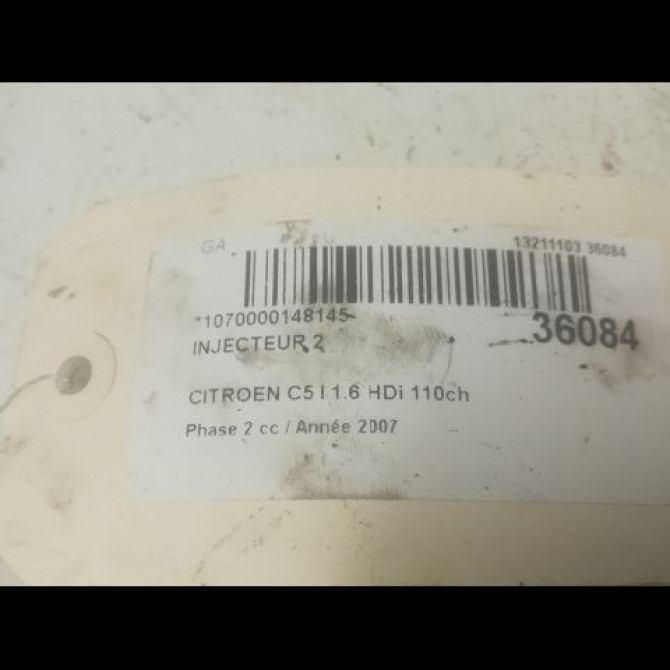 GA
13211103 36084
*1070000148145
36084
INJECTEUR 2
CITROEN C5 I 1.6 HDi 110ch
Phase 2 cc / Année 2007